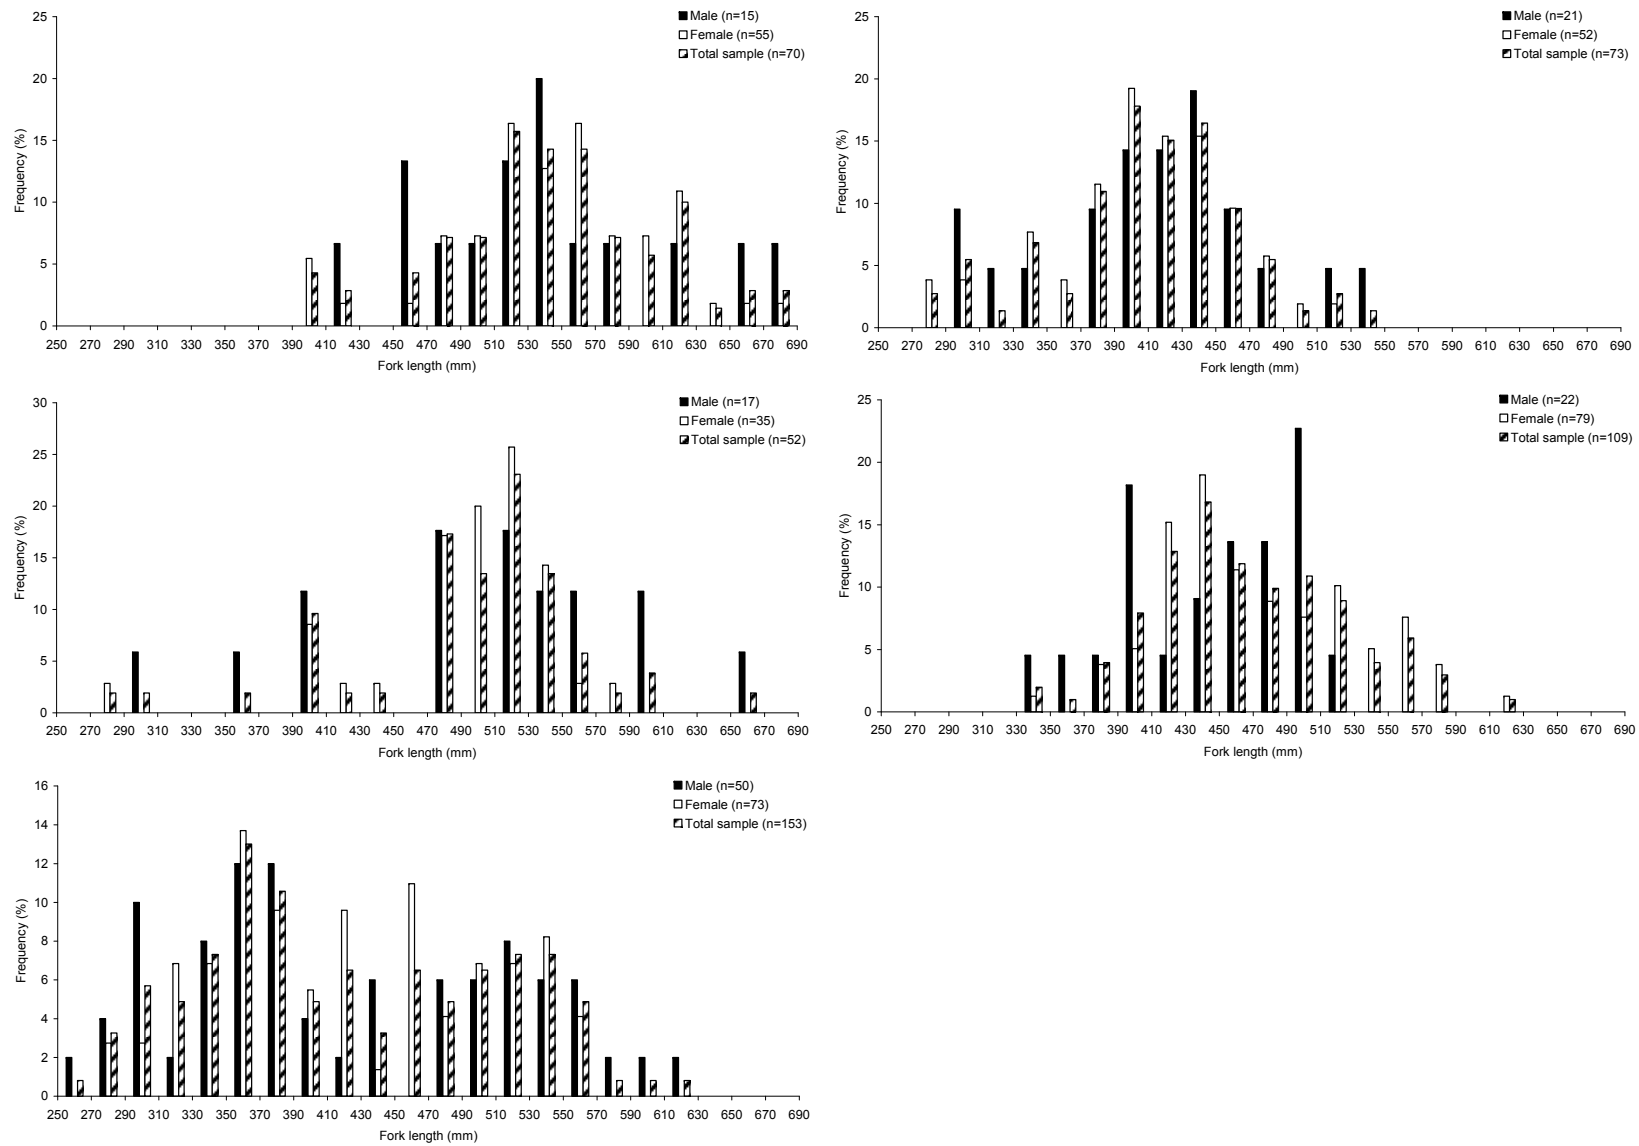 Male (n=15)
Female (n=55)
Total sample (n=70)
25
20
15
10
5
0
Frequency (%)
250 270 290 310 330 350 370 390 410 430 450 470 490 510 530 550 570 590 610 630 650 670 690
Fork length (mm)
Male (n=21)
Female (n=52)
Total sample (n=73)
25
20
15
10
5
0
Frequency (%)
250 270 290 310 330 350 370 390 410 430 450 470 490 510 530 550 570 590 610 630 650 670 690
Fork length (mm)
Male (n=17)
Female (n=35)
Total sample (n=52)
30
25
20
15
10
5
0
Frequency (%)
250 270 290 310 330 350 370 390 410 430 450 470 490 510 530 550 570 590 610 630 650 670 690
Fork length (mm)
Male (n=22)
Female (n=79)
Total sample (n=109)
25
20
15
10
5
0
Frequency (%)
250 270 290 310 330 350 370 390 410 430 450 470 490 510 530 550 570 590 610 630 650 670 690
Fork length (mm)
Male (n=50)
Female (n=73)
Total sample (n=153)
16
14
12
10
8
6
4
2
0
Frequency (%)
250 270 290 310 330 350 370 390 410 430 450 470 490 510 530 550 570 590 610 630 650 670 690
Fork length (mm)